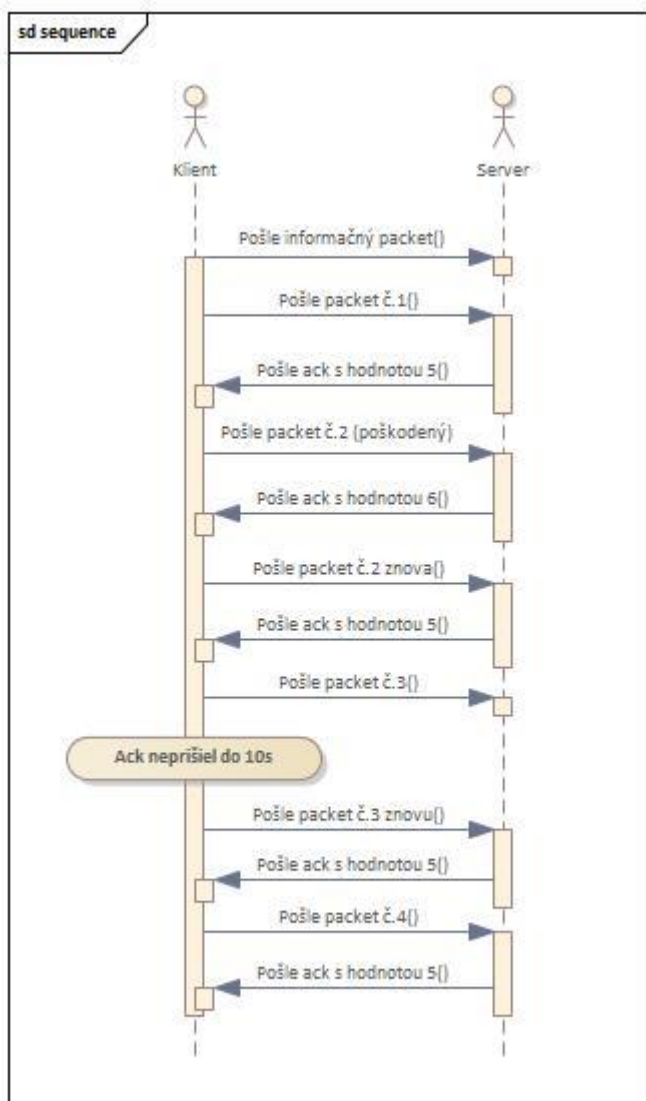 sd sequence
Klient
Server
Pošle informačný packet()
Pošle packet č.1()
Pošle ack s hodnotou 5()
Pošle packet č.2 (poškodený)
Pošle ack s hodnotou 6()
Pošle packet č.2 znova()
Pošle ack s hodnotou 5()
Pošle packet č.3()
Ack neprišiel do 10s
Pošle packet č.3 znovu()
Pošle ack s hodnotou 5()
Pošle packet č.4()
Pošle ack s hodnotou 5()